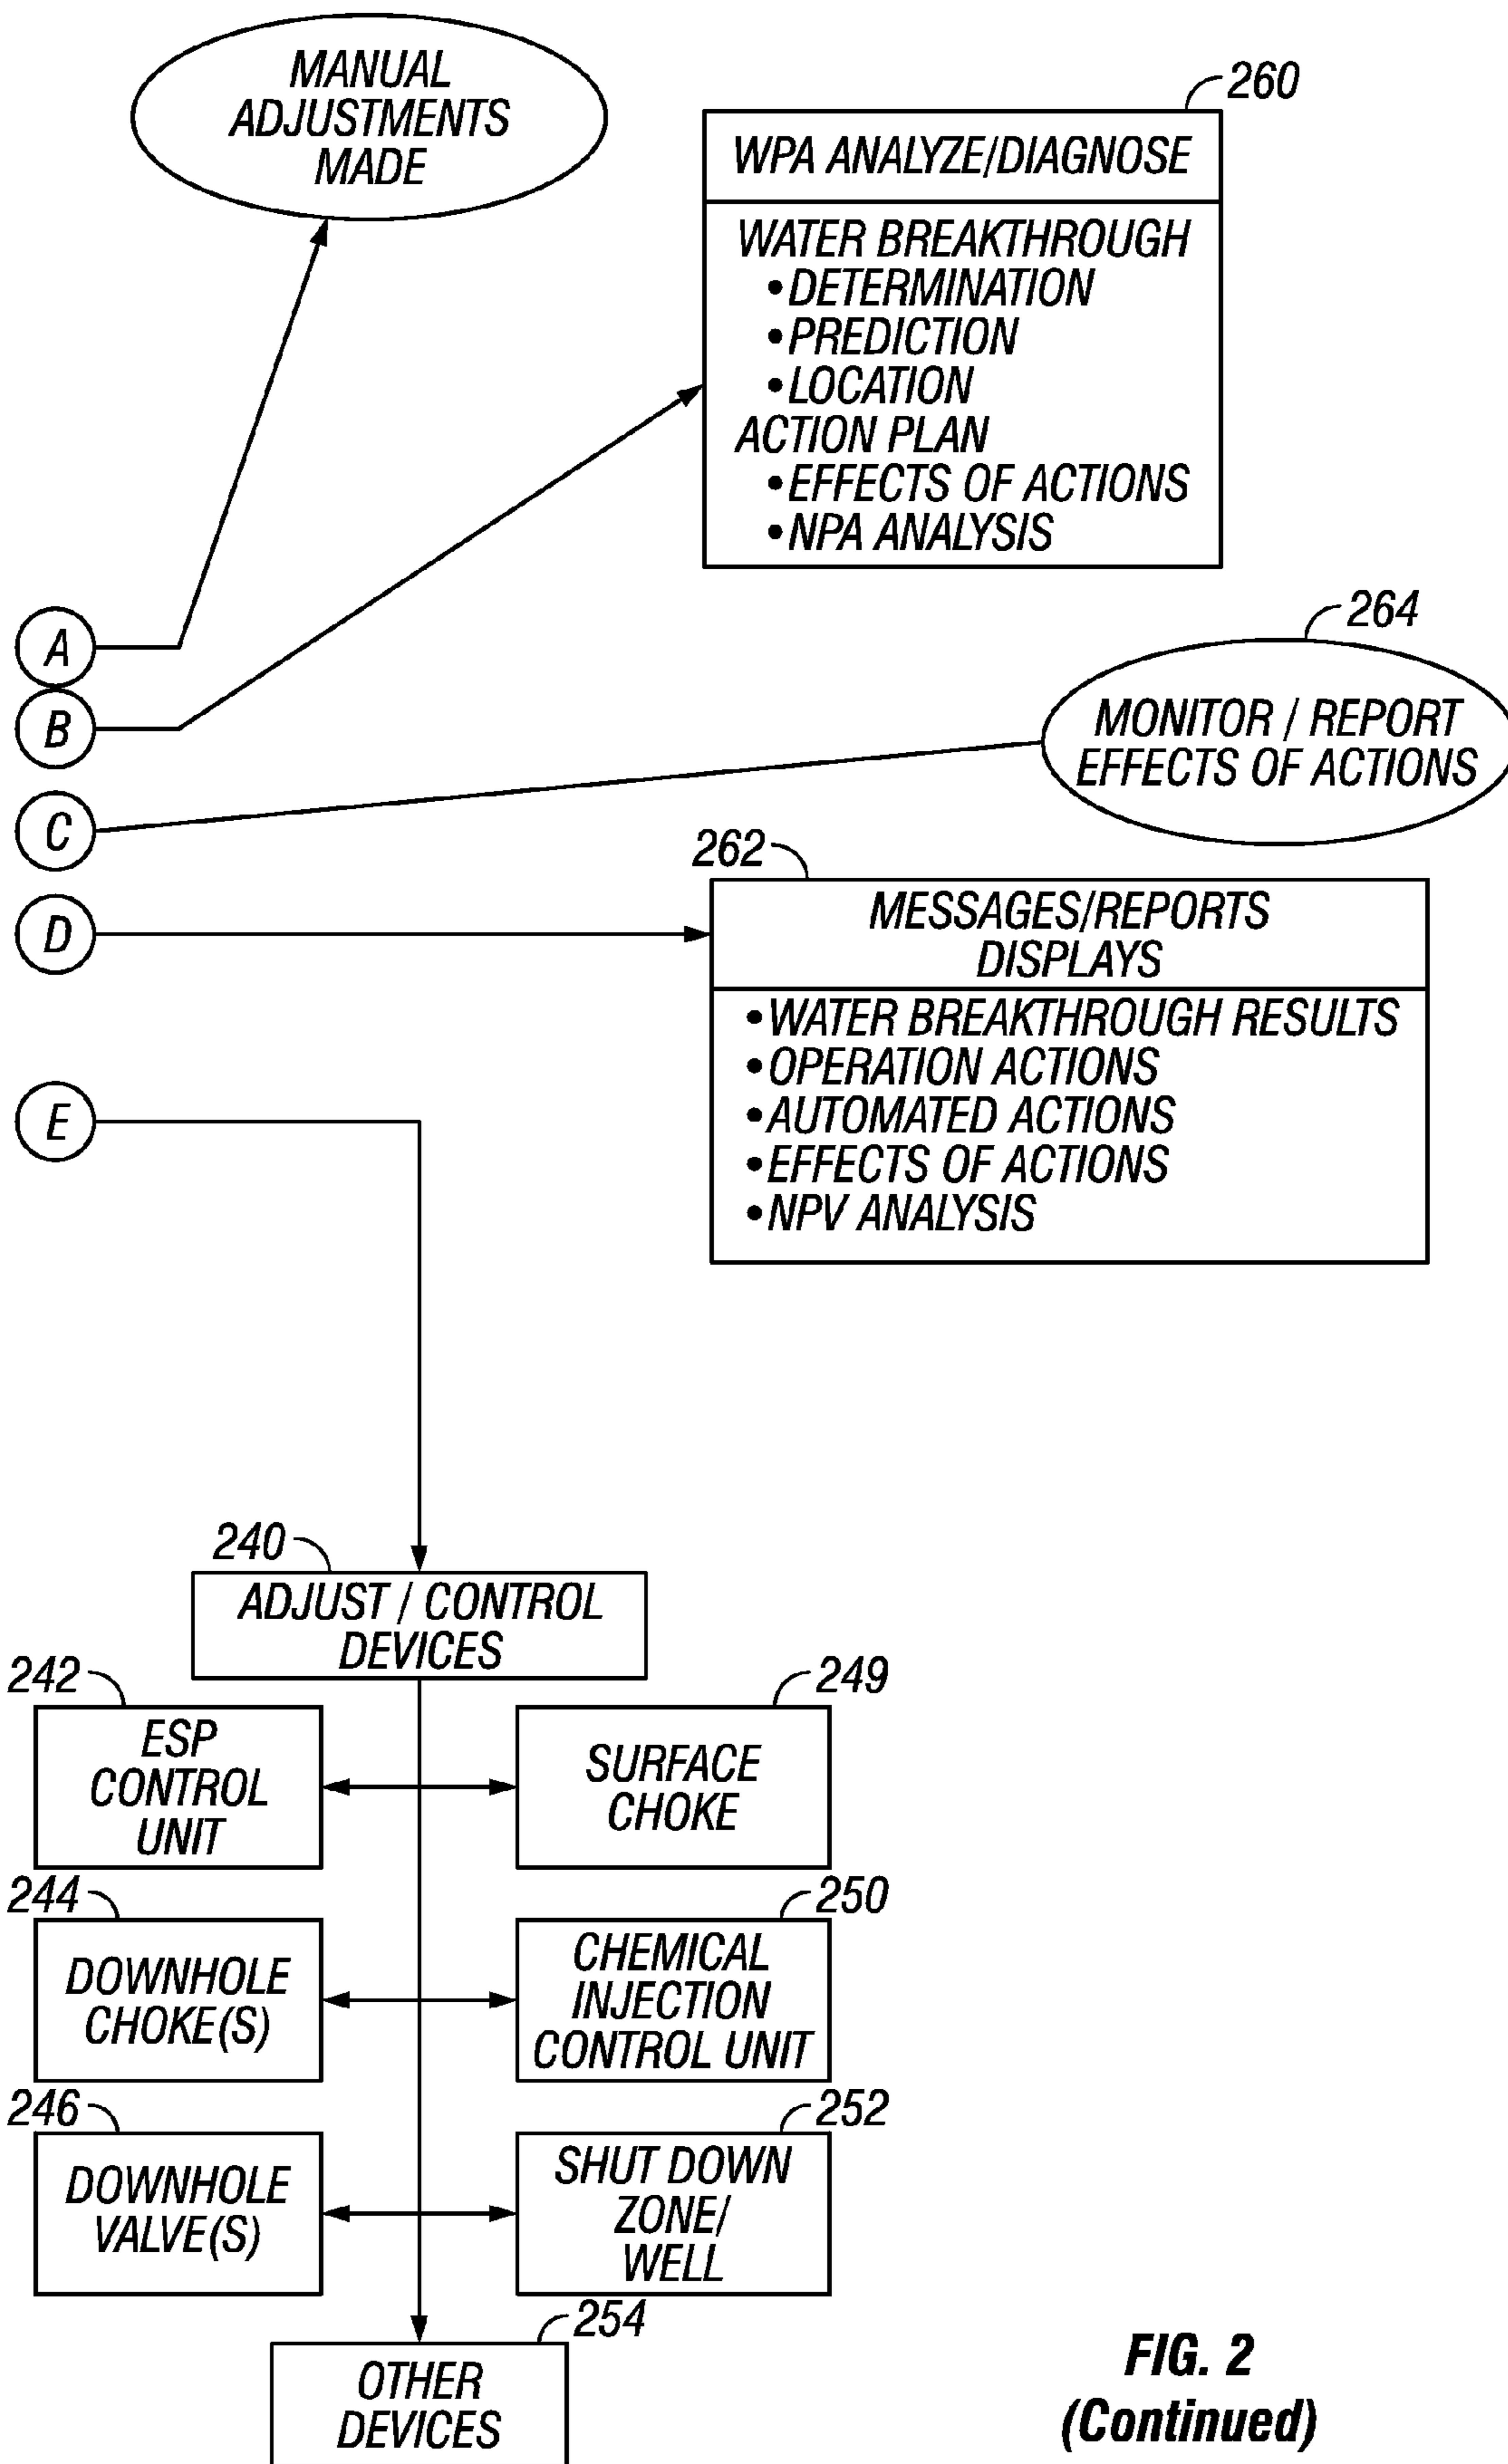 MANUAL
ADJUSTMENTS
MADE
260
WPA ANALYZE/DIAGNOSE
WATER BREAKTHROUGH
•DETERMINATION
•PREDICTION
•LOCATION
ACTION PLAN
•EFFECTS OF ACTIONS
•NPA ANALYSIS
A
B
264
MONITOR / REPORT
EFFECTS OF ACTIONS
C
262
MESSAGES/REPORTS
DISPLAYS
D
•WATER BREAKTHROUGH RESULTS
•OPERATION ACTIONS
•AUTOMATED ACTIONS
•EFFECTS OF ACTIONS
•NPV ANALYSIS
E
240
ADJUST / CONTROL
DEVICES
242
ESP
CONTROL
UNIT
249
SURFACE
CHOKE
244
DOWNHOLE
CHOKE(S)
250
CHEMICAL
INJECTION
CONTROL UNIT
246
DOWNHOLE
VALVE(S)
252
SHUT DOWN
ZONE/
WELL
254
OTHER
DEVICES
FIG. 2
(Continued)